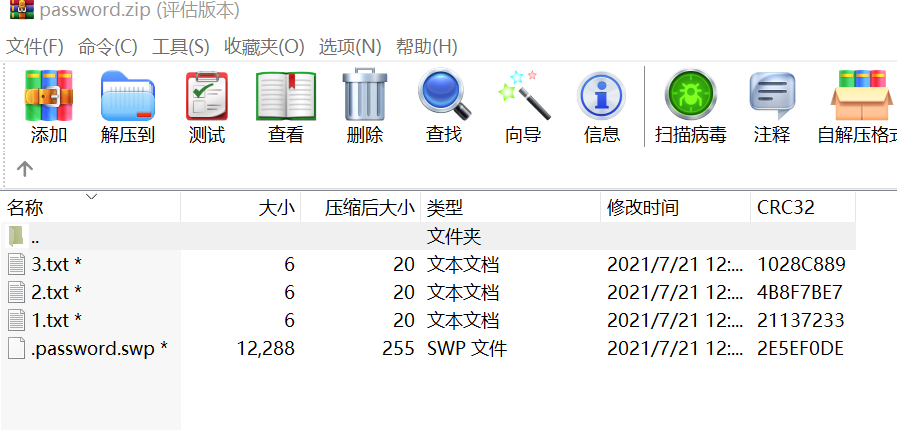 password.zip (评估版本)
文件(F) 命令(C) 工具(S) 收藏夹(O) 选项(N) 帮助(H)
添加 解压到 测试 查看 删除 查找 向导 信息 扫描病毒 注释 自解压格式
名称 大小 压缩后大小 类型 修改时间 CRC32
.. 文件夹
3.txt * 6 20 文本文档 2021/7/21 12:... 1028C889
2.txt * 6 20 文本文档 2021/7/21 12:... 4B8F7BE7
1.txt * 6 20 文本文档 2021/7/21 12:... 21137233
.password.swp * 12,288 255 SWP 文件 2021/7/21 12:... 2E5EF0DE